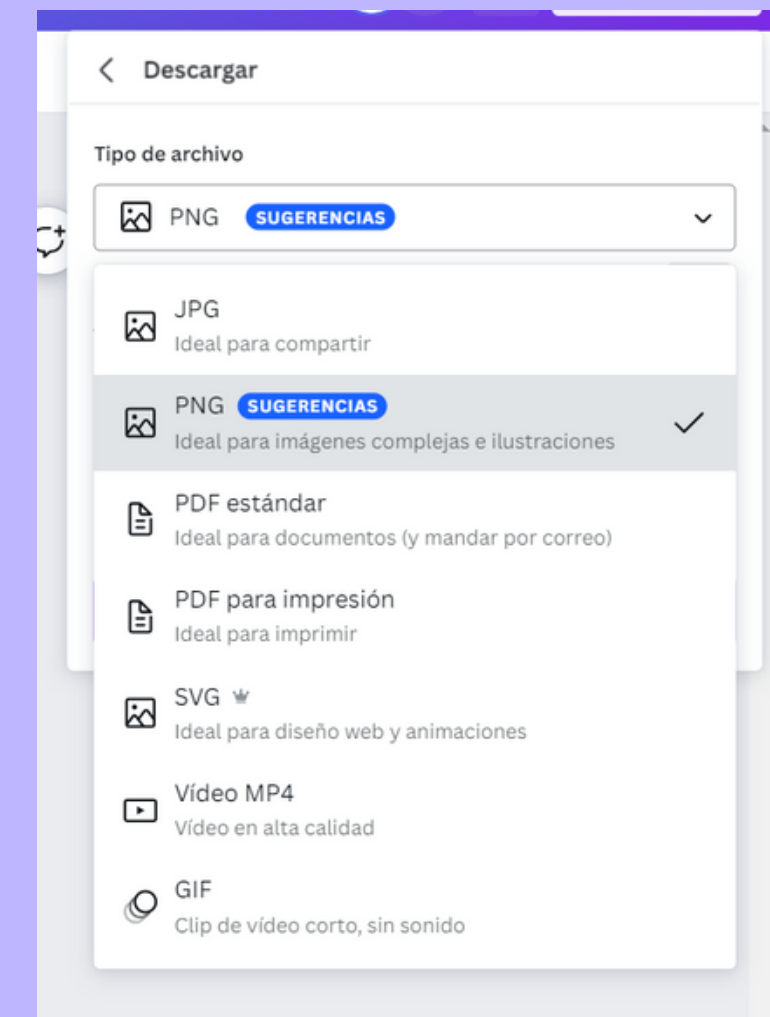 Descargar
Tipo de archivo
PNG SUGERENCIAS
JPG
Ideal para compartir
PNG SUGERENCIAS
Ideal para imágenes complejas e ilustraciones
PDF estándar
Ideal para documentos (y mandar por correo)
PDF para impresión
Ideal para imprimir
SVG
Ideal para diseño web y animaciones
Vídeo MP4
Vídeo en alta calidad
GIF
Clip de vídeo corto, sin sonido